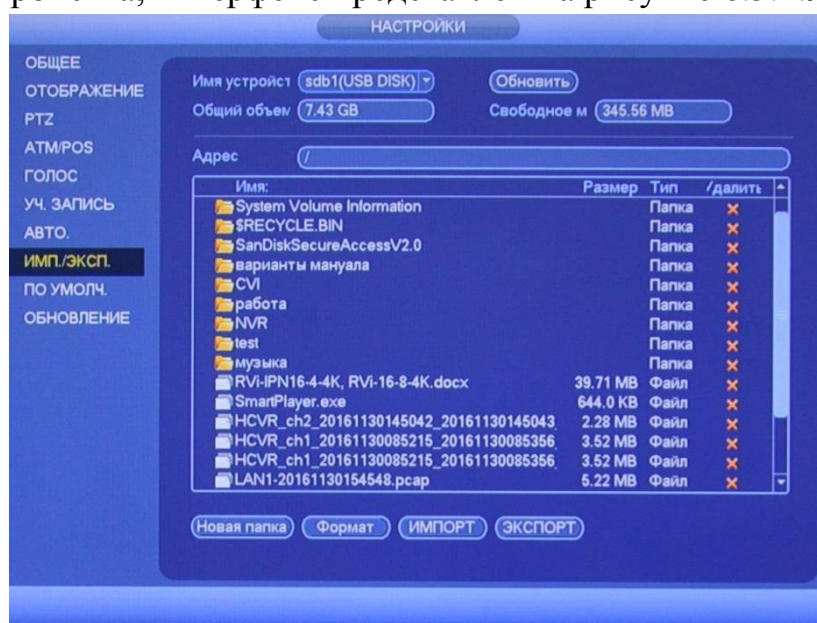 НАСТРОЙКИ
ОБЩЕЕ
ОТОБРАЖЕНИЕ
PTZ
ATM/POS
ГОЛОС
УЧ. ЗАПИСЬ
АВТО.
ИМП./ЭКСП.
ПО УМОЛЧ.
ОБНОВЛЕНИЕ
Имя устройст sdb1(USB DISK) Обновить
Общий объем 7.43 GB Свободное м 345.56 MB
Адрес /
Имя: Размер Тип /далить
System Volume Information Папка
$RECYCLE.BIN Папка
SanDiskSecureAccessV2.0 Папка
варианты мануала Папка
CVI Папка
работа Папка
NVR Папка
test Папка
музыка Папка
RVi-IPN16-4-4K, RVi-16-8-4K.docx 39.71 MB Файл
SmartPlayer.exe 644.0 KB Файл
HCVR_ch2_20161130145042_20161130145043_ 2.28 MB Файл
HCVR_ch1_20161130085215_20161130085356_ 3.52 MB Файл
HCVR_ch1_20161130085215_20161130085356_ 3.52 MB Файл
LAN1-20161130154548.pcap 5.22 MB Файл
Новая папка Формат ИМПОРТ ЭКСПОРТ